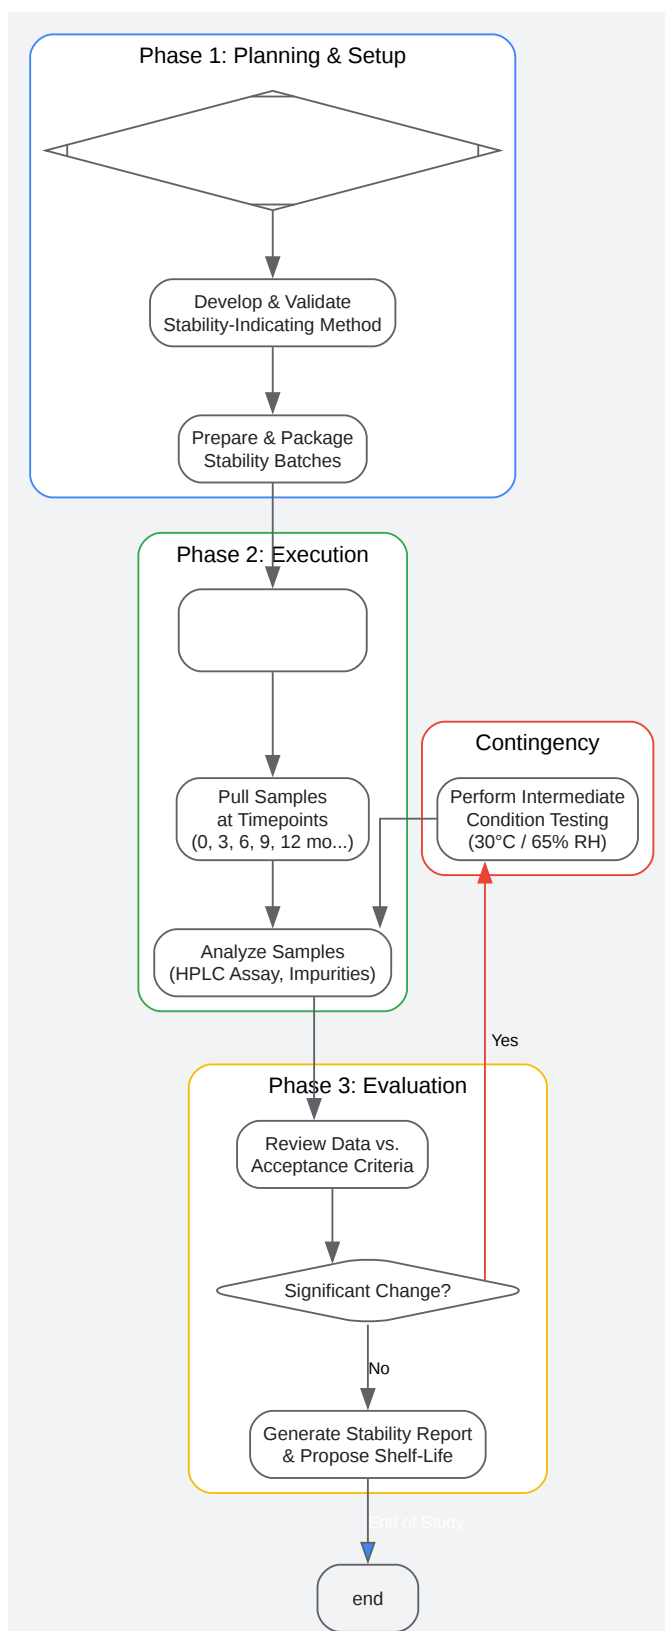 Phase 1: Planning & Setup
Develop & Validate
Stability-Indicating Method
Prepare & Package
Stability Batches
Phase 2: Execution
Pull Samples
at Timepoints
(0, 3, 6, 9, 12 mo...)
Contingency
Perform Intermediate
Condition Testing
(30°C / 65% RH)
Analyze Samples
(HPLC Assay, Impurities)
Yes
Phase 3: Evaluation
Review Data vs.
Acceptance Criteria
Significant Change?
No
Generate Stability Report
& Propose Shelf-Life
End of Study
end